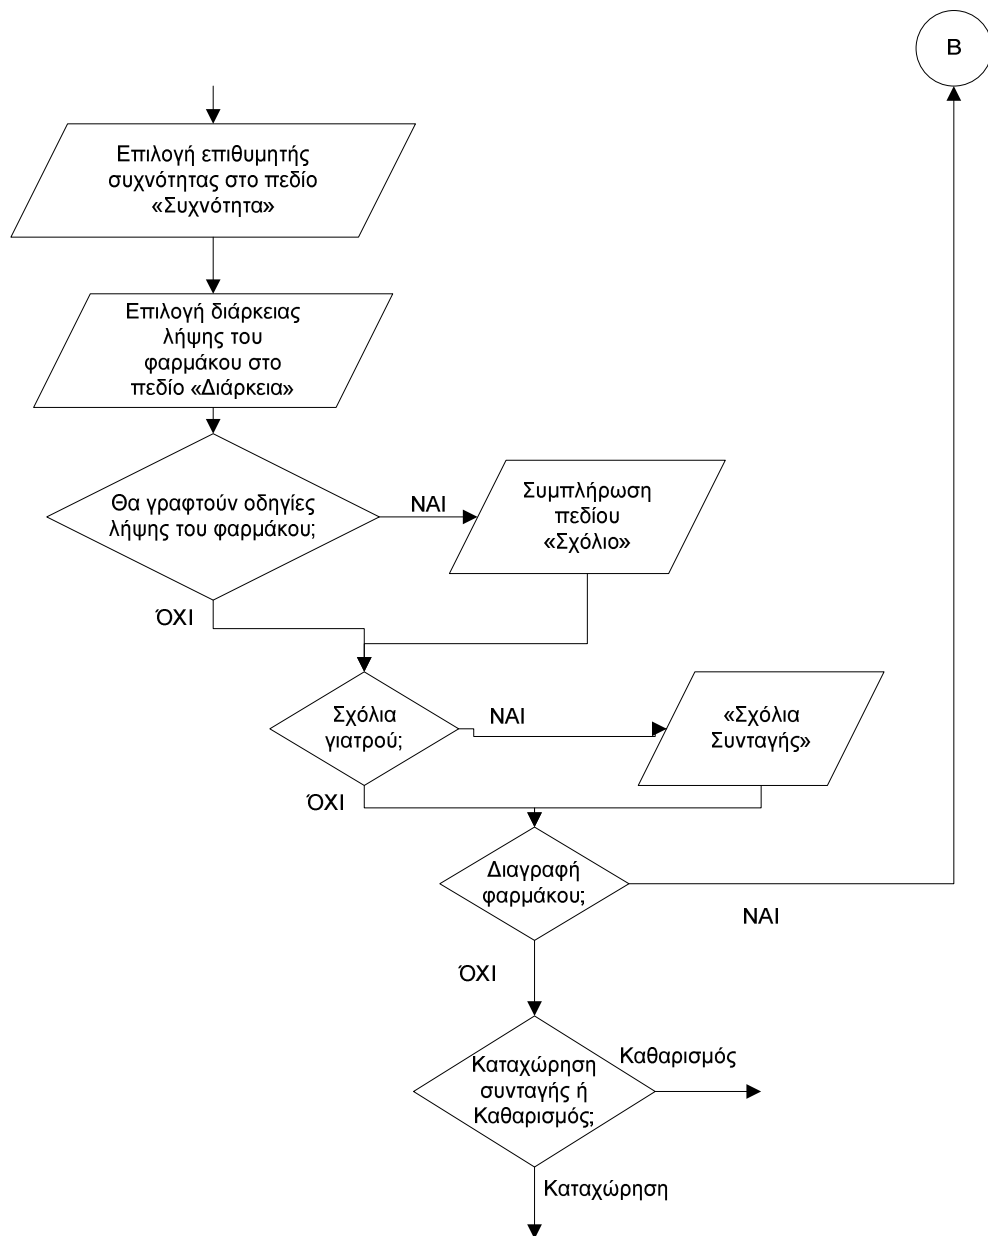 B
Επιλογή επιθυμητής
συχνότητας στο πεδίο
«Συχνότητα»
Επιλογή διάρκειας
λήψης του
φαρμάκου στο
πεδίο «Διάρκεια»
Θα γραφτούν οδηγίες
λήψης του φαρμάκου;
ΝΑΙ
Συμπλήρωση
πεδίου
«Σχόλιο»
ΌΧΙ
Σχόλια
γιατρού;
ΝΑΙ
«Σχόλια
Συνταγής»
ΌΧΙ
Διαγραφή
φαρμάκου;
ΝΑΙ
ΌΧΙ
Καταχώρηση
συνταγής ή
Καθαρισμός;
Καθαρισμός
Καταχώρηση